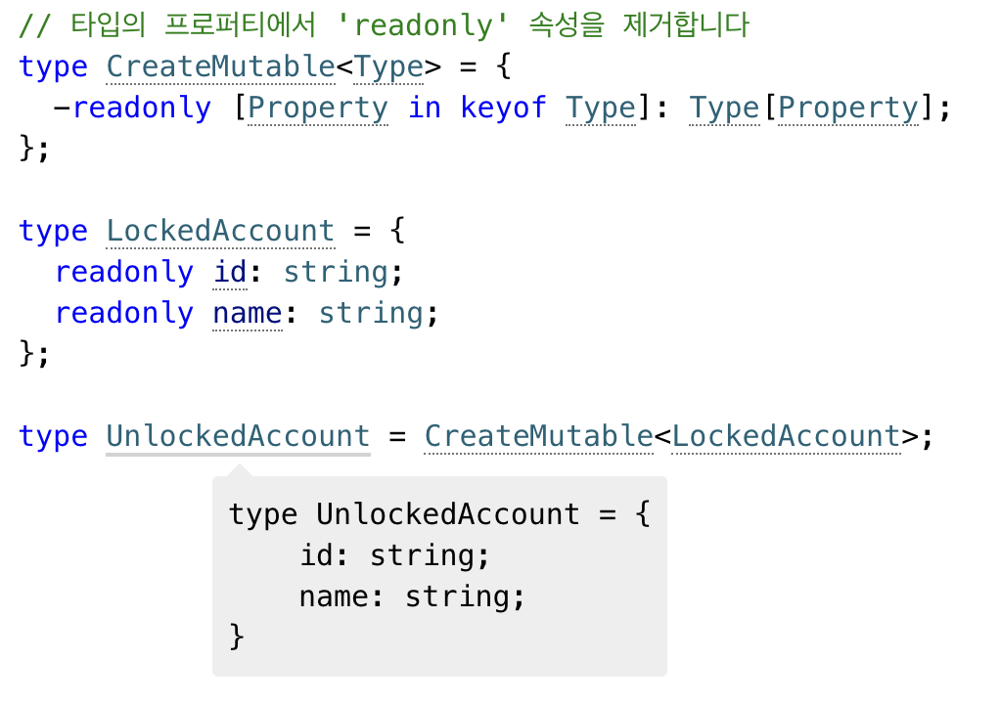 // 타입의 프로퍼티에서 'readonly' 속성을 제거합니다
type CreateMutable<Type> = {
  -readonly [Property in keyof Type]: Type[Property];
};

type LockedAccount = {
  readonly id: string;
  readonly name: string;
};

type UnlockedAccount = CreateMutable<LockedAccount>;
type UnlockedAccount = {
    id: string;
    name: string;
}